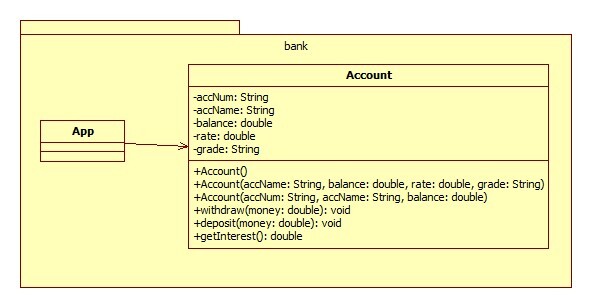 bank
Account
-accNum: String
-accName: String
-balance: double
-rate: double
-grade: String
App
+Account()
+Account(accName: String, balance: double, rate: double, grade: String)
+Account(accNum: String, accName: String, balance: double)
+withdraw(money: double): void
+deposit(money: double): void
+getInterest(): double